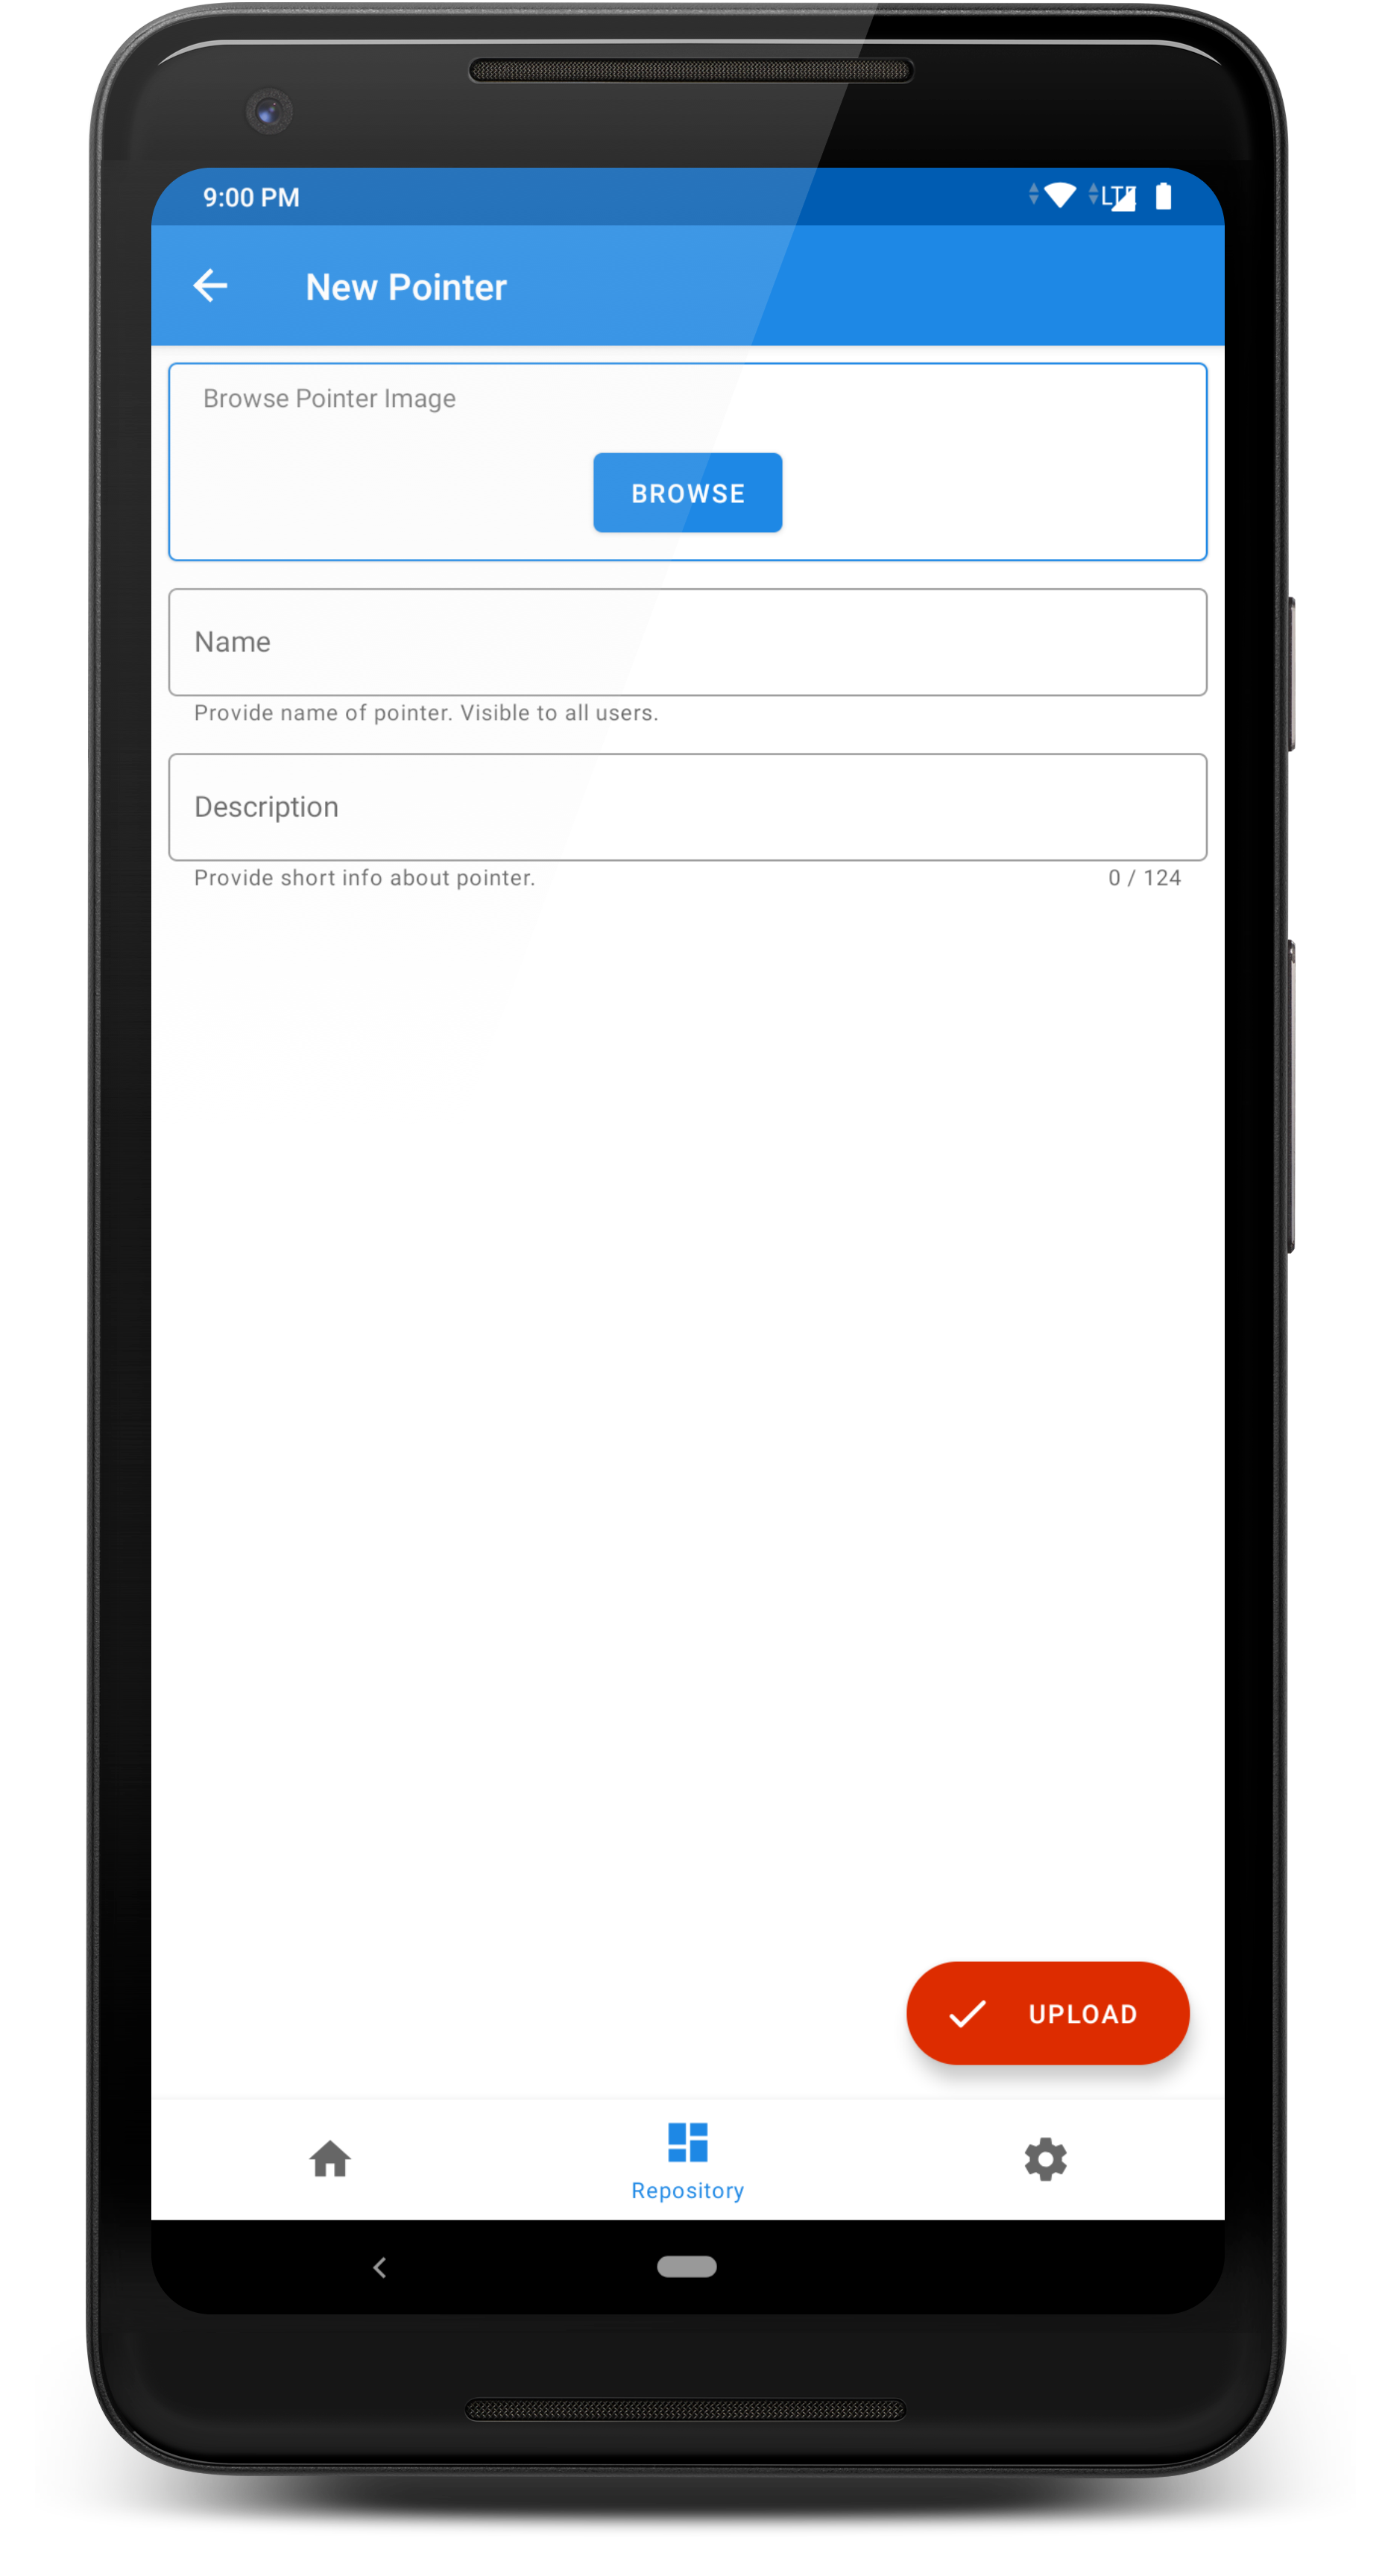 9:00 PM
LTE
New Pointer
Browse Pointer Image
BROWSE
Name
Provide name of pointer. Visible to all users.
Description
Provide short info about pointer.
0 / 124
UPLOAD
Repository